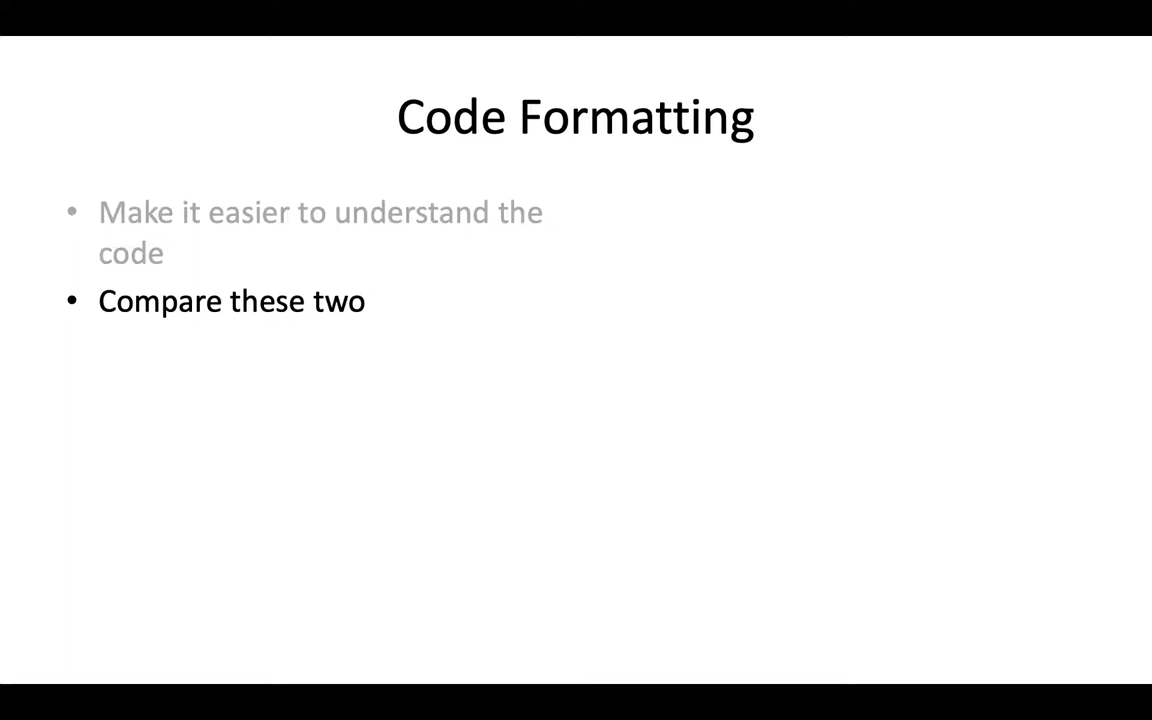 Code Formatting
• Make it easier to understand the
code
• Compare these two